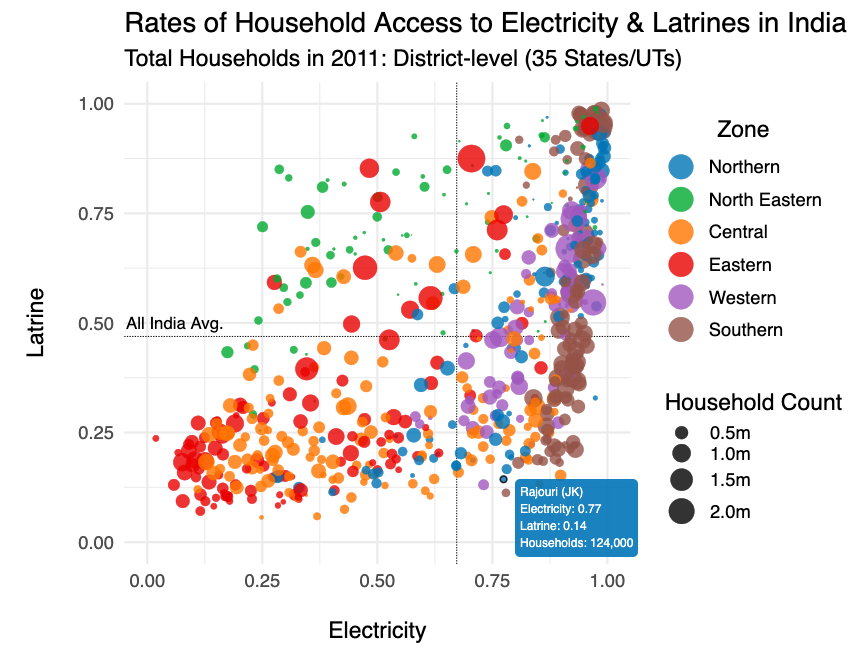 Rates of Household Access to Electricity & Latrines in India
Total Households in 2011: District-level (35 States/UTs)
1.00
0.75
0.50
0.25
0.00
Latrine
All India Avg.
Rajouri (JK)
Electricity: 0.77
Latrine: 0.14
Households: 124,000
0.00 0.25 0.50 0.75 1.00
Electricity
Zone
Northern
North Eastern
Central
Eastern
Western
Southern
Household Count
0.5m
1.0m
1.5m
2.0m